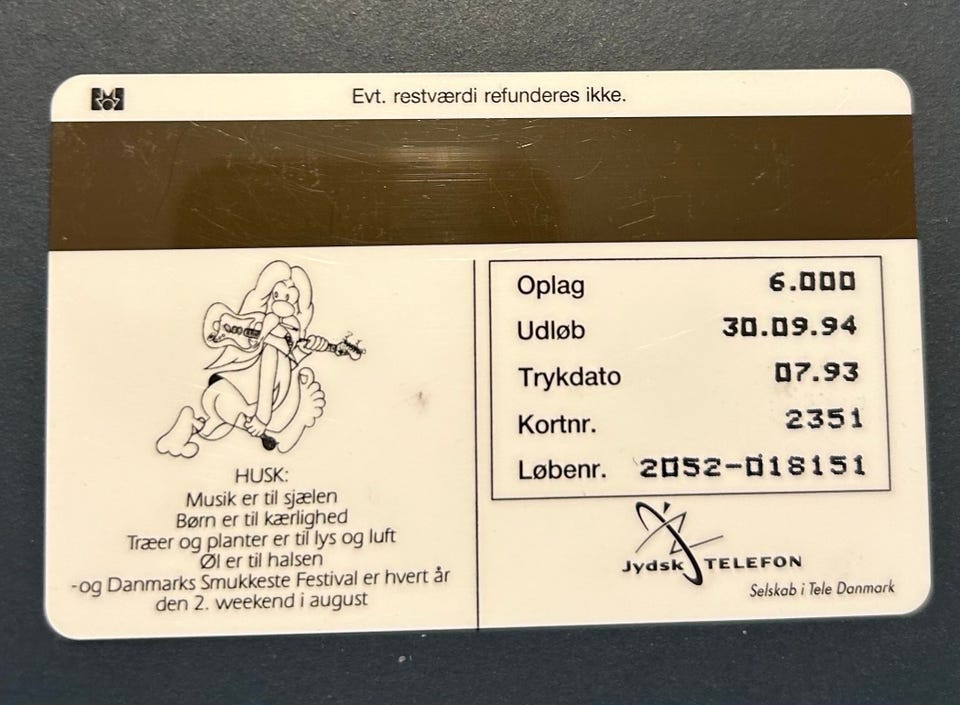 Evt. restværdi refunderes ikke.
HUSK:
Musik er til sjælen
Børn er til kærlighed
Træer og planter er til lys og luft
Øl er til halsen
-og Danmarks Smukkeste Festival er hvert år
den 2. weekend i august
Oplag 6.000
Udløb 30.09.94
Trykdato 07.93
Kortnr. 2351
Løbenr. 2052-018151
Jydsk TELEFON
Selskab i Tele Danmark